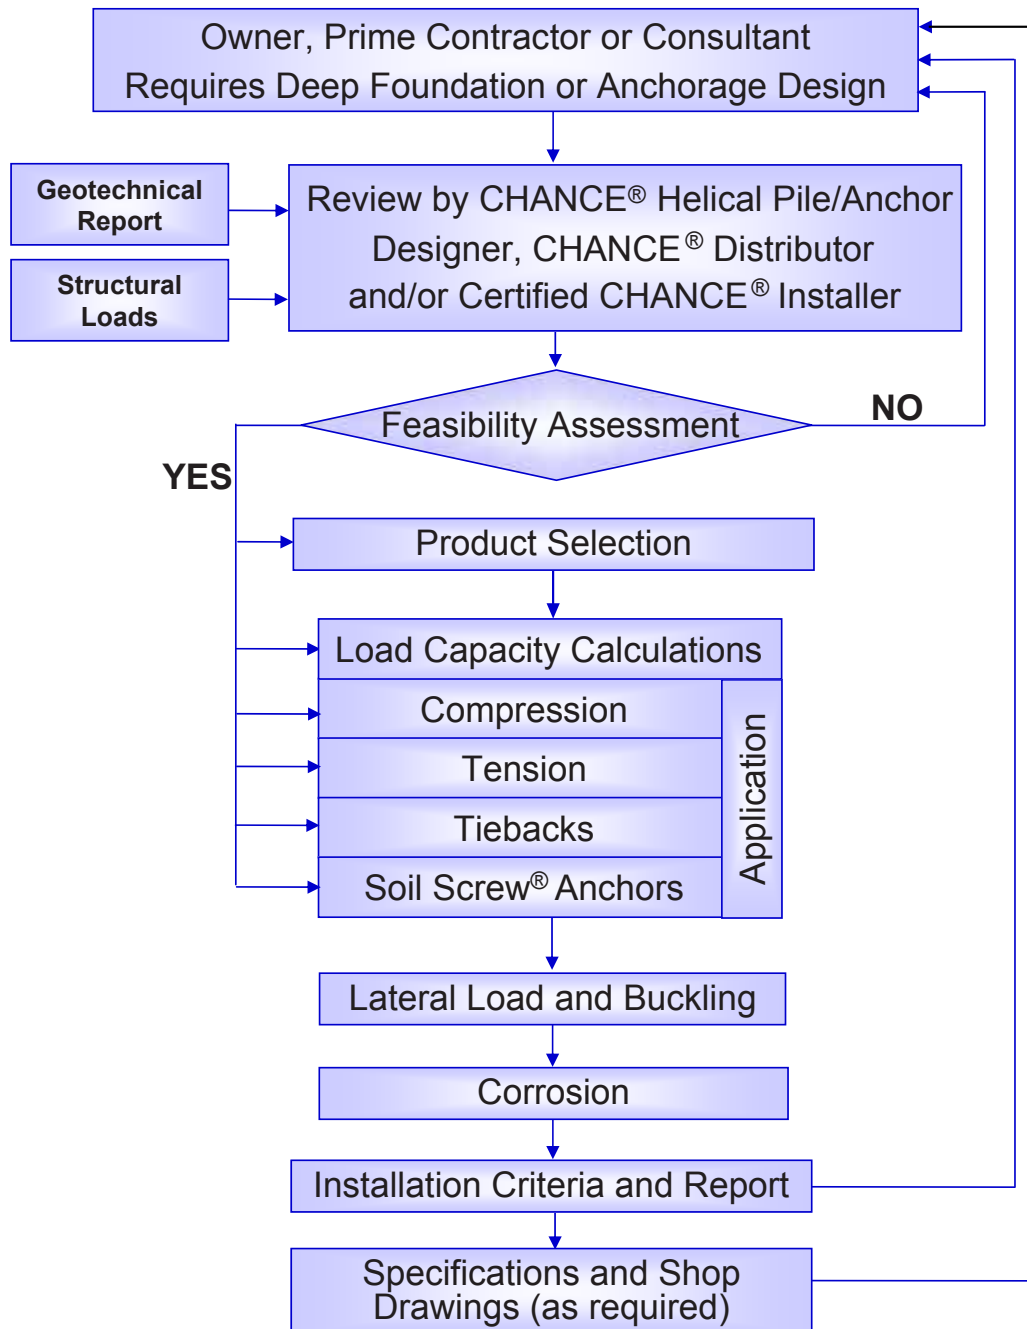 Owner, Prime Contractor or Consultant
Requires Deep Foundation or Anchorage Design
Geotechnical
Report
Structural
Loads
Review by CHANCE® Helical Pile/Anchor
Designer, CHANCE® Distributor
and/or Certified CHANCE® Installer
Feasibility Assessment
NO
YES
Product Selection
Load Capacity Calculations
Compression
Tension
Tiebacks
Soil Screw® Anchors
Application
Lateral Load and Buckling
Corrosion
Installation Criteria and Report
Specifications and Shop
Drawings (as required)